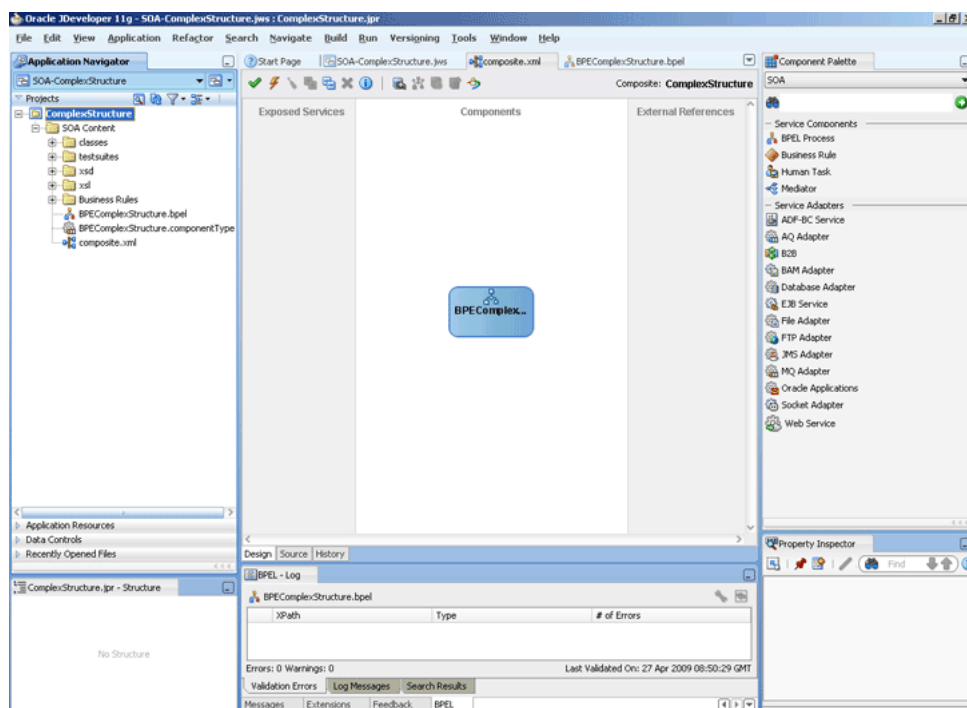 Oracle JDeveloper 11g - SOA-ComplexStructure.jws : ComplexStructure.jpr
File Edit View Application Refactor Search Navigate Build Run Versioning Tools Window Help
Application Navigator
SOA-ComplexStructure
Projects
ComplexStructure
SOA Content
classes
testsuites
xsd
xsl
Business Rules
BPEComplexStructure.bpel
BPEComplexStructure.componentType
composite.xml
Application Resources
Data Controls
Recently Opened Files
ComplexStructure.jpr - Structure
No Structure
Start Page SOA-ComplexStructure.jws composite.xml BPEComplexStructure.bpel
Composite: ComplexStructure
Exposed Services Components External References
BPEComplex...
Design Source History
BPEL - Log
BPEComplexStructure.bpel
XPath Type # of Errors
Errors: 0 Warnings: 0 Last Validated On: 27 Apr 2009 08:50:29 GMT
Validation Errors Log Messages Search Results
Messages Extensions Feedback BPEL
Component Palette
SOA
Service Components
BPEL Process
Business Rule
Human Task
Mediator
Service Adapters
ADF-BC Service
AQ Adapter
B2B
BAM Adapter
Database Adapter
EJB Service
File Adapter
FTP Adapter
JMS Adapter
MQ Adapter
Oracle Applications
Socket Adapter
Web Service
Property Inspector
Find